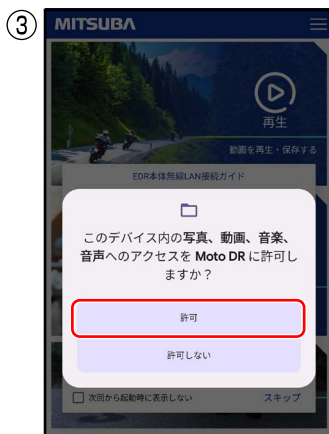 ③
MITSUBA
再生
動画を再生・保存する
EDR本体無線LAN接続ガイド
このデバイス内の写真、動画、音楽、
音声へのアクセスを Moto DR に許可し
ますか？
許可
許可しない
次回から起動時に表示しない
スキップ